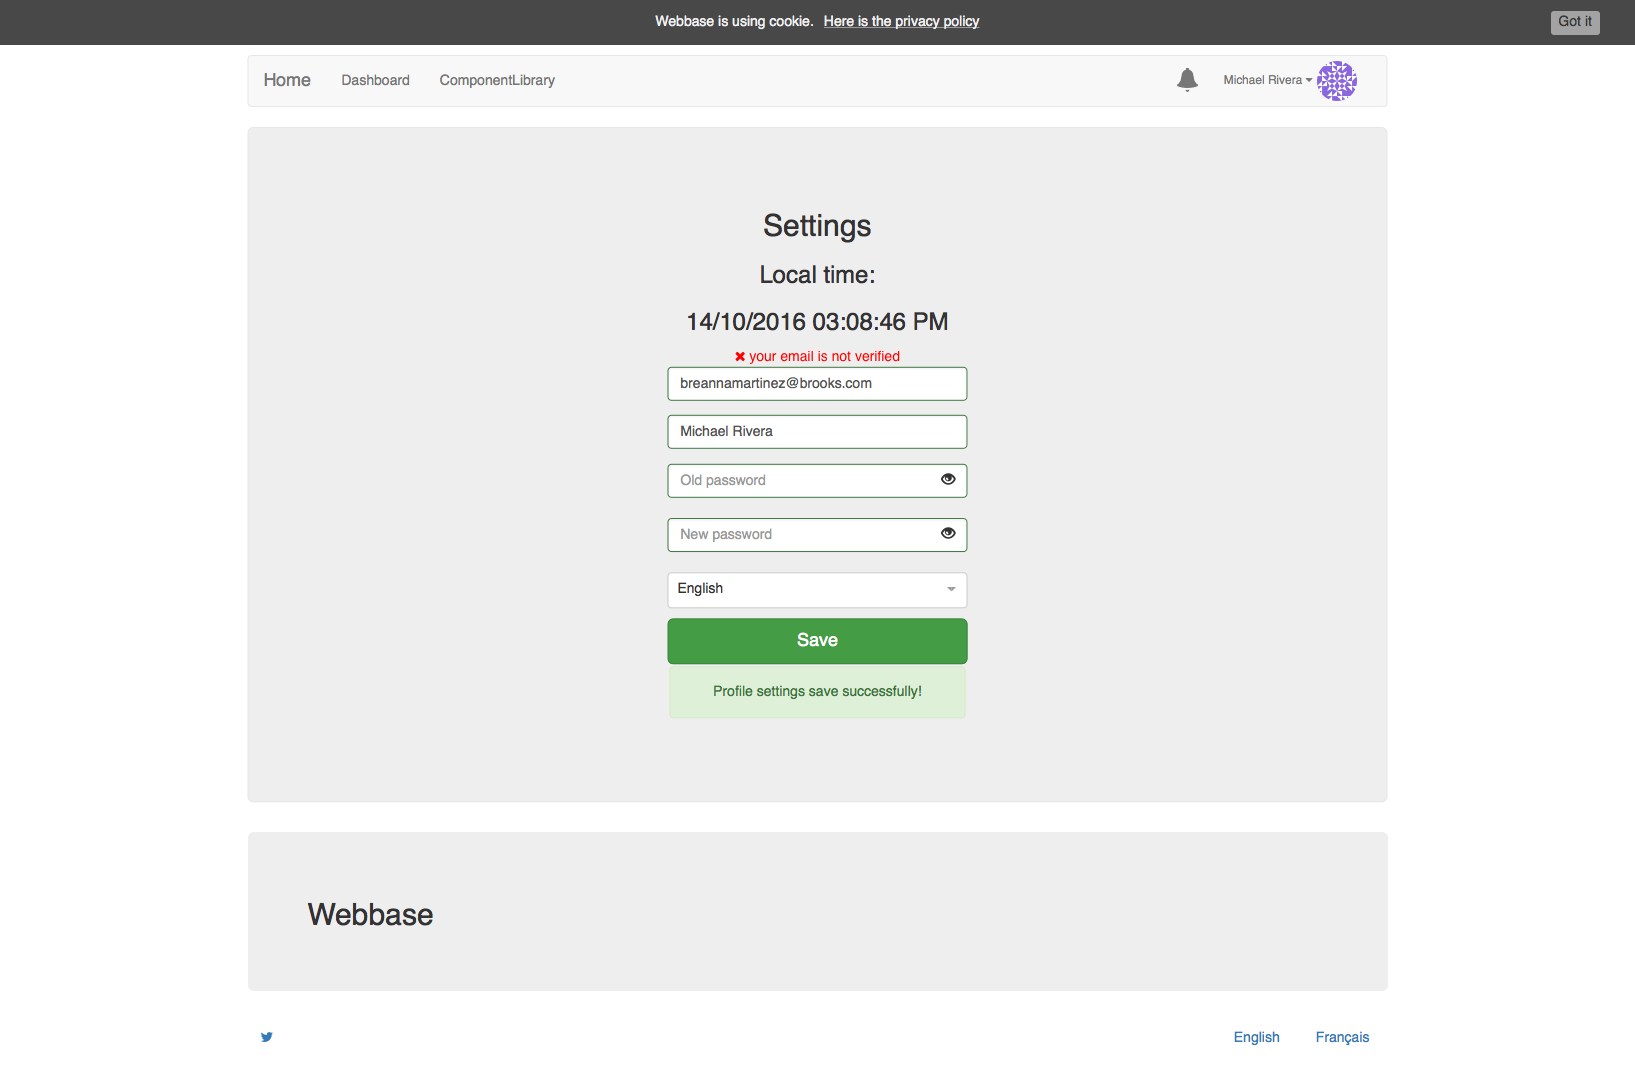 Webbase is using cookie. Here is the privacy policy
Got it
Home Dashboard ComponentLibrary Michael Rivera
Settings
Local time:
14/10/2016 03:08:46 PM
your email is not verified
breannamartinez@brooks.com
Michael Rivera
Old password
New password
English
Save
Profile settings save successfully!
Webbase
English Français